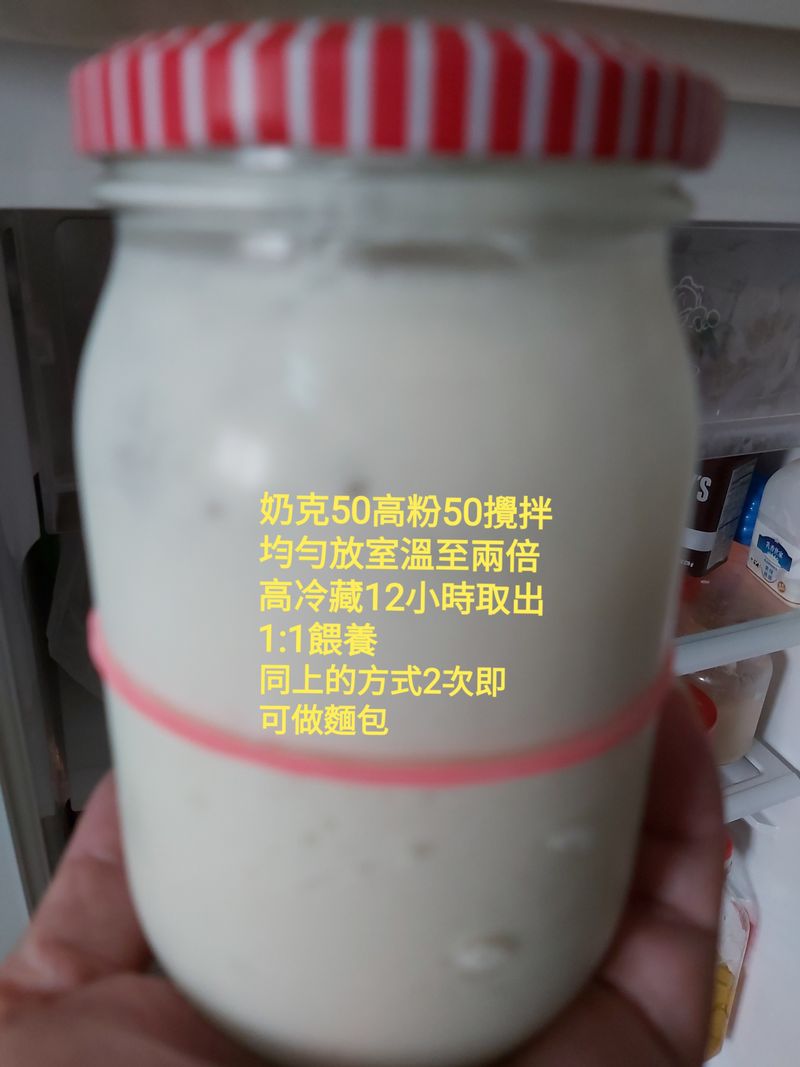 奶克50高粉50攪拌
均勻放室溫至兩倍
高冷藏12小時取出
1:1餵養
同上的方式2次即
可做麵包